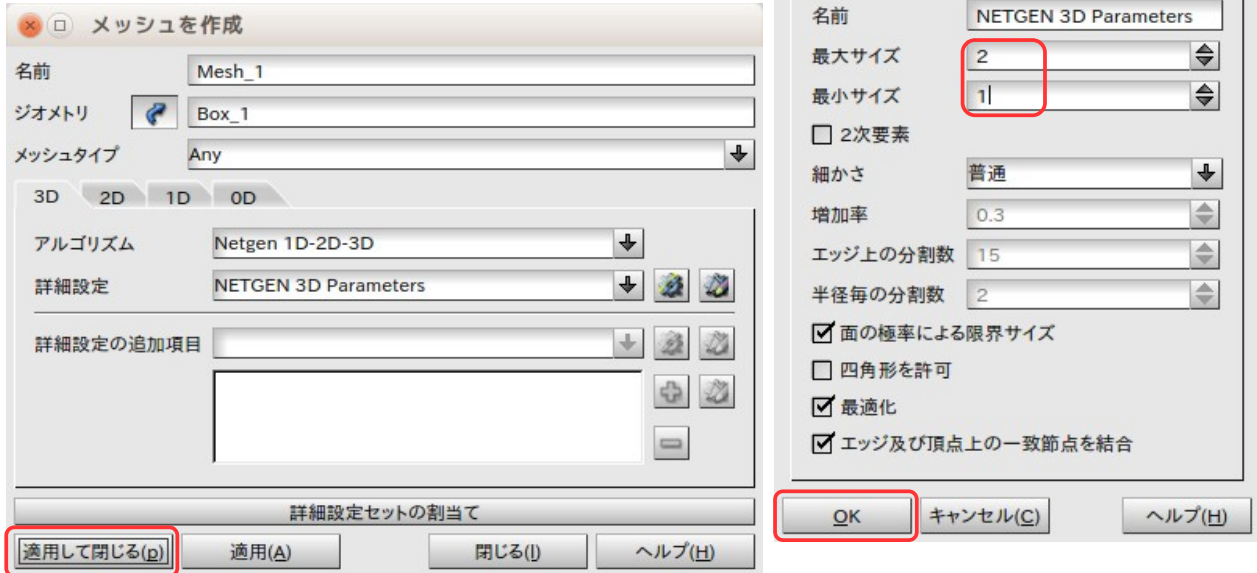 メッシュを作成
名前 Mesh_1
ジオメトリ Box_1
メッシュタイプ Any
3D 2D 1D 0D
アルゴリズム Netgen 1D-2D-3D
詳細設定 NETGEN 3D Parameters
詳細設定の追加項目
詳細設定セットの割当て
適用して閉じる(p) 適用(A) 閉じる(l) ヘルプ(H)
名前 NETGEN 3D Parameters
最大サイズ 2
最小サイズ 1
2次要素
細かさ 普通
増加率 0.3
エッジ上の分割数 15
半径毎の分割数 2
面の極率による限界サイズ
四角形を許可
最適化
エッジ及び頂点上の一致節点を結合
OK キャンセル(C) ヘルプ(H)